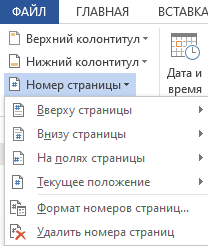 ФАЙЛ ГЛАВНАЯ ВСТАВКА
Верхний колонтитул
Нижний колонтитул
Номер страницы
Дата и
время
Вверху страницы
Внизу страницы
На полях страницы
Текущее положение
Формат номеров страниц...
Удалить номера страниц